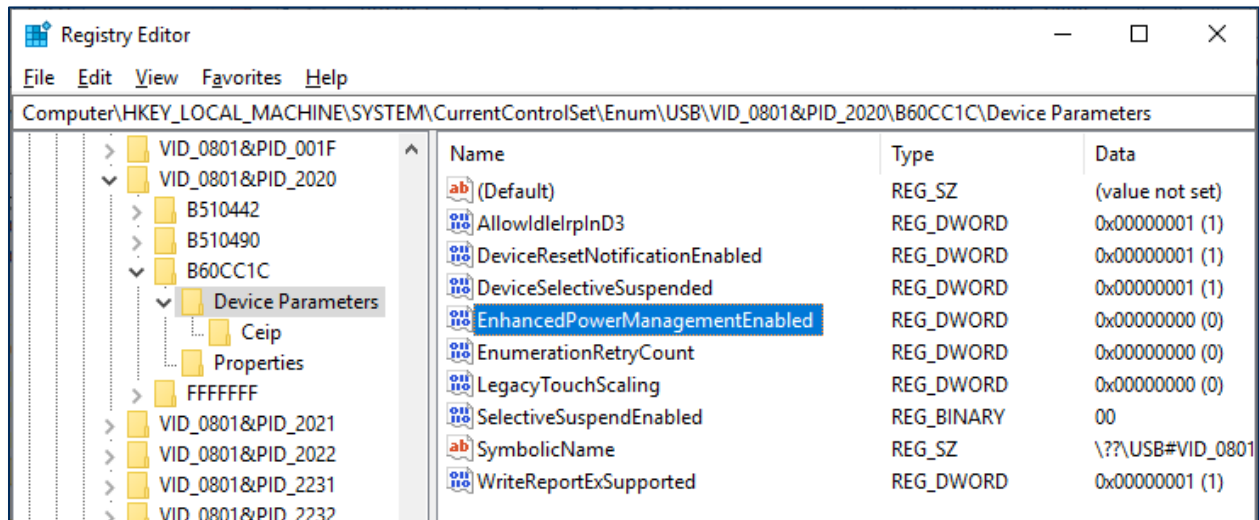 Registry Editor
File Edit View Favorites Help
Computer\HKEY_LOCAL_MACHINE\SYSTEM\CurrentControlSet\Enum\USB\VID_0801&PID_2020\B60CC1C\Device Parameters
VID_0801&PID_001F
VID_0801&PID_2020
B510442
B510490
B60CC1C
Device Parameters
Ceip
Properties
FFFFFFF
VID_0801&PID_2021
VID_0801&PID_2022
VID_0801&PID_2231
VID_0801&PID_2232
Name Type Data
(Default) REG_SZ (value not set)
AllowIdleIrpInD3 REG_DWORD 0x00000001 (1)
DeviceResetNotificationEnabled REG_DWORD 0x00000001 (1)
DeviceSelectiveSuspended REG_DWORD 0x00000001 (1)
EnhancedPowerManagementEnabled REG_DWORD 0x00000000 (0)
EnumerationRetryCount REG_DWORD 0x00000000 (0)
LegacyTouchScaling REG_DWORD 0x00000000 (0)
SelectiveSuspendEnabled REG_BINARY 00
SymbolicName REG_SZ \??\USB#VID_0801
WriteReportExSupported REG_DWORD 0x00000001 (1)